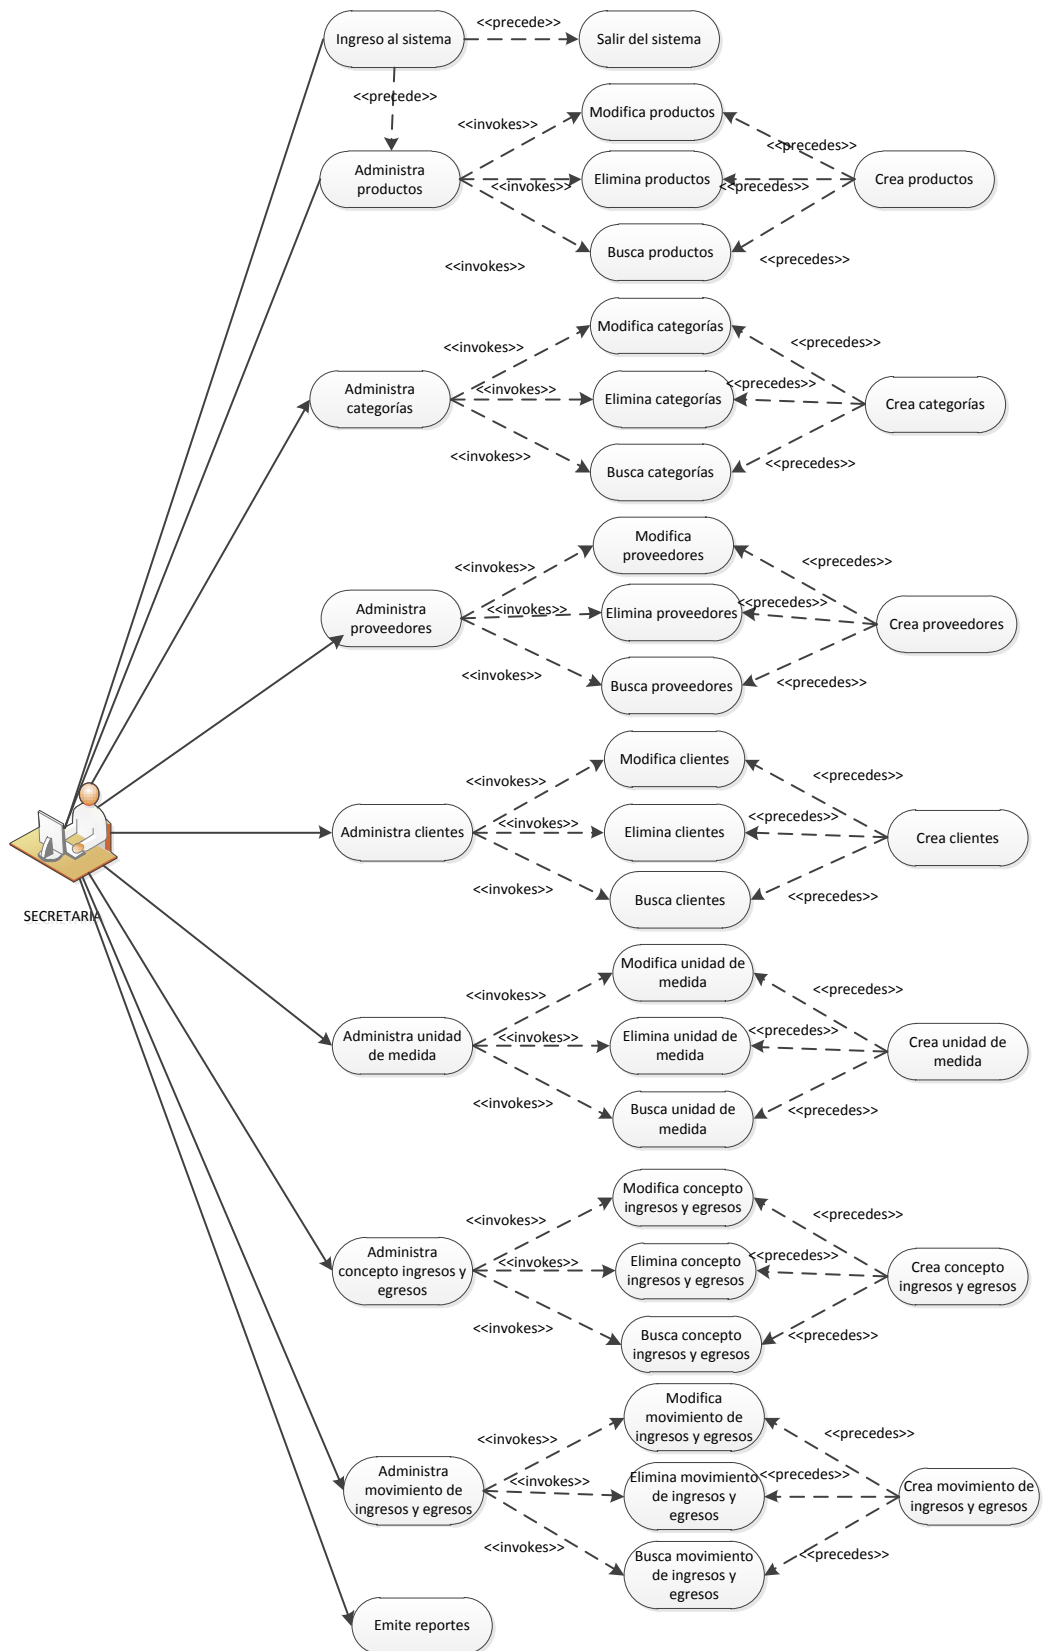 <<precede>>
Ingreso al sistema
Salir del sistema
<<precede>>
Modifica productos
<<invokes>>
<<precedes>>
Administra
productos
<<invokes>>
Elimina productos
<<precedes>>
Crea productos
Busca productos
<<invokes>>
<<precedes>>
Modifica categorías
<<invokes>>
<<precedes>>
Administra
categorías
<<invokes>>
Elimina categorías
<<precedes>>
Crea categorías
<<invokes>>
Busca categorías
<<precedes>>
Modifica
proveedores
<<invokes>>
<<precedes>>
Administra
proveedores
<<invokes>>
Elimina proveedores
<<precedes>>
Crea proveedores
<<invokes>>
Busca proveedores
<<precedes>>
Modifica clientes
<<invokes>>
<<precedes>>
Administra clientes
<<invokes>>
Elimina clientes
<<precedes>>
Crea clientes
<<invokes>>
Busca clientes
<<precedes>>
SECRETARIA
Modifica unidad de
medida
<<invokes>>
<<precedes>>
Administra unidad
de medida
<<invokes>>
Elimina unidad de
medida
<<precedes>>
Crea unidad de
medida
<<invokes>>
Busca unidad de
medida
<<precedes>>
Modifica concepto
ingresos y egresos
<<invokes>>
<<precedes>>
Administra
concepto ingresos y
egresos
<<invokes>>
Elimina concepto
ingresos y egresos
<<precedes>>
Crea concepto
ingresos y egresos
<<invokes>>
Busca concepto
ingresos y egresos
<<precedes>>
Modifica
movimiento de
ingresos y egresos
<<invokes>>
<<precedes>>
Administra
movimiento de
ingresos y egresos
<<invokes>>
Elimina movimiento
de ingresos y
egresos
<<precedes>>
Crea movimiento de
ingresos y egresos
<<invokes>>
Busca movimiento
de ingresos y
egresos
<<precedes>>
Emite reportes